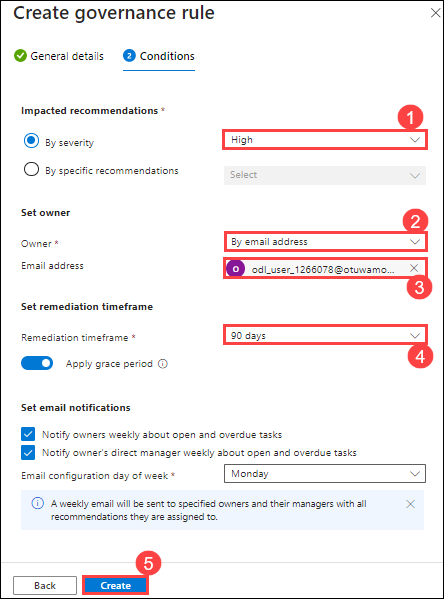 Create governance rule
General details
2 Conditions
Impacted recommendations *
1
By severity
High
By specific recommendations
Select
Set owner
2
Owner *
By email address
Email address
O odl_user_1266078@otuwamo...
3
Set remediation timeframe
Remediation timeframe *
90 days
4
Apply grace period
Set email notifications
Notify owners weekly about open and overdue tasks
Notify owner's direct manager weekly about open and overdue tasks
Email configuration day of week *
Monday
A weekly email will be sent to specified owners and their managers with all
recommendations they are assigned to.
5
Back
Create